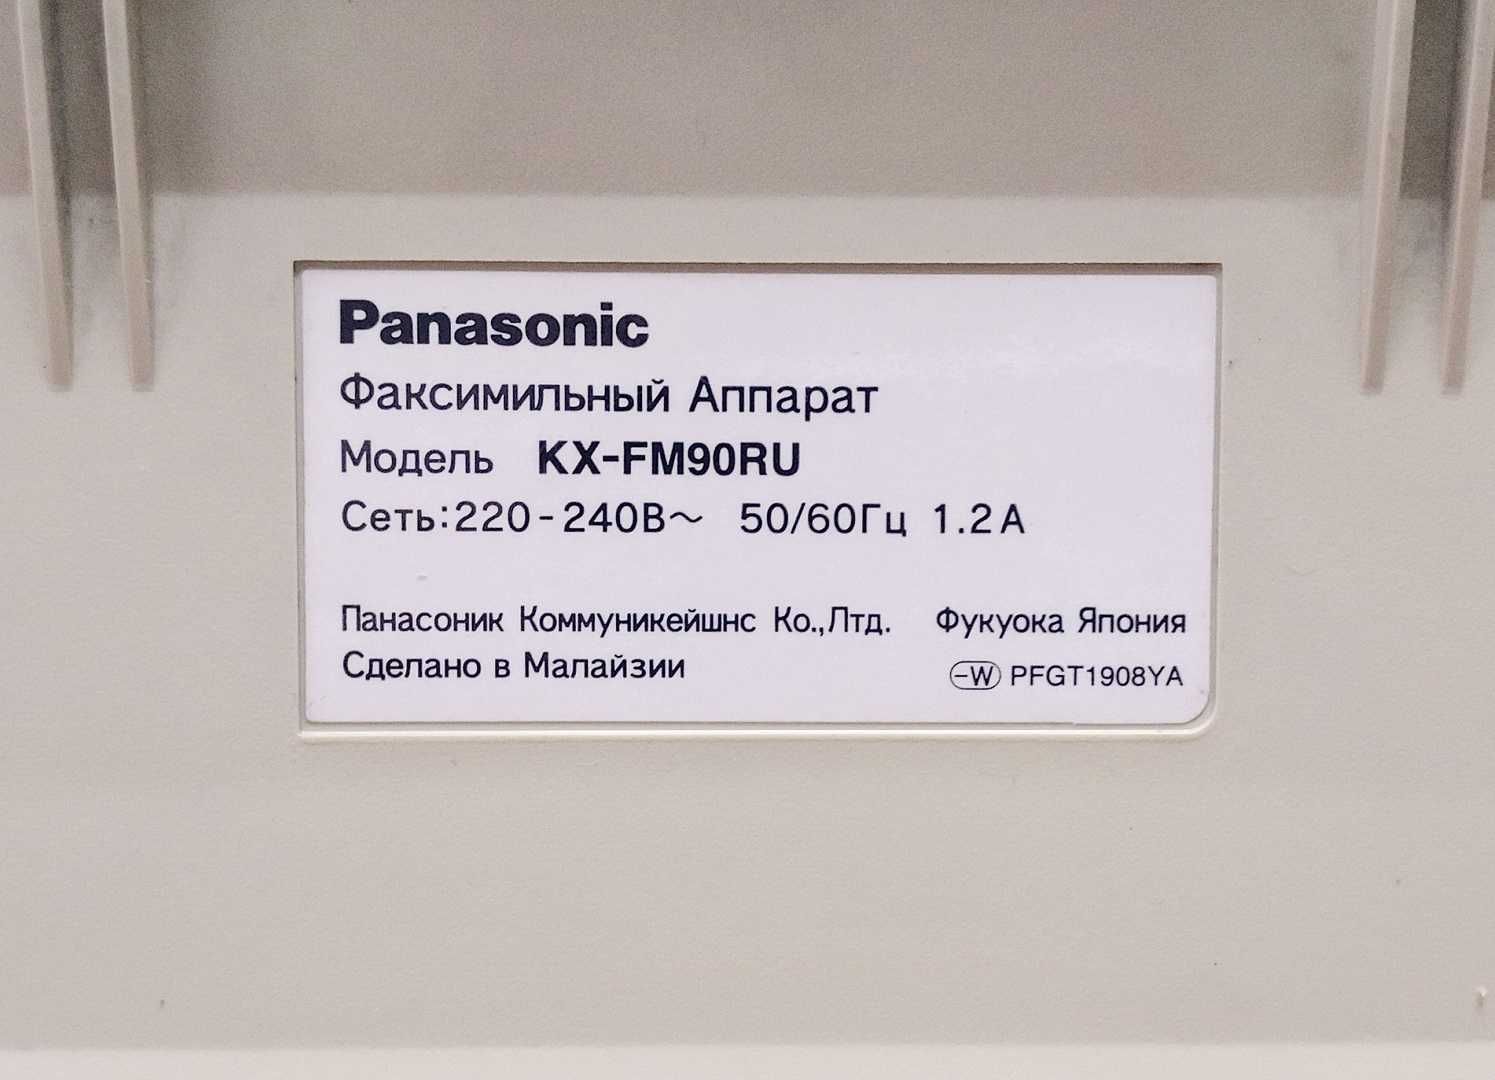 Panasonic
Факсимильный Аппарат
Модель KX-FM90RU
Сеть:220-240В~ 50/60Гц 1.2А
Панасоник Коммуникейшнс Ко.,Лтд. Фукуока Япония
Сделано в Малайзии
-W PFGT1908YA